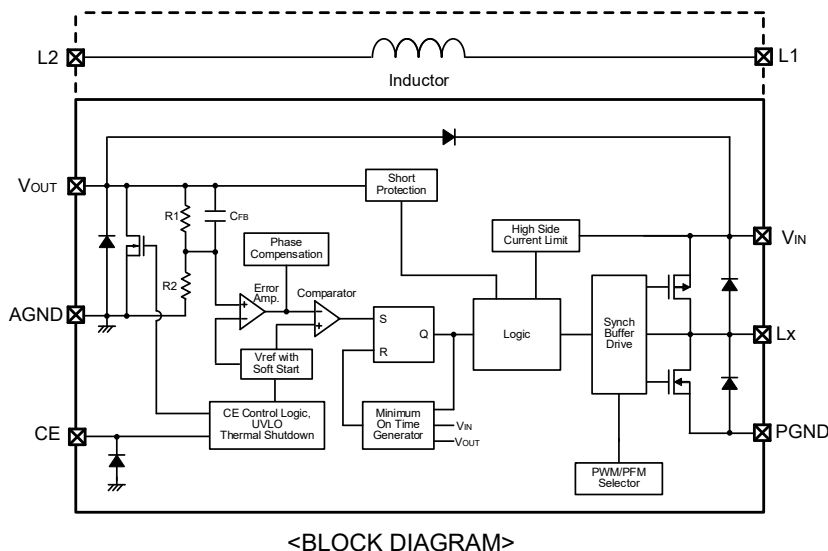 L2
L1
Inductor
VOUT
R1
CFB
Short
Protection
High Side
Current Limit
VIN
Phase
Compensation
R2
Error
Amp.
Comparator
AGND
S
Q
R
Logic
Synch
Buffer
Drive
Lx
Vref with
Soft Start
CE Control Logic,
UVLO
Thermal Shutdown
Minimum
On Time
Generator
VIN
VOUT
CE
PGND
PWM/PFM
Selector
<BLOCK DIAGRAM>